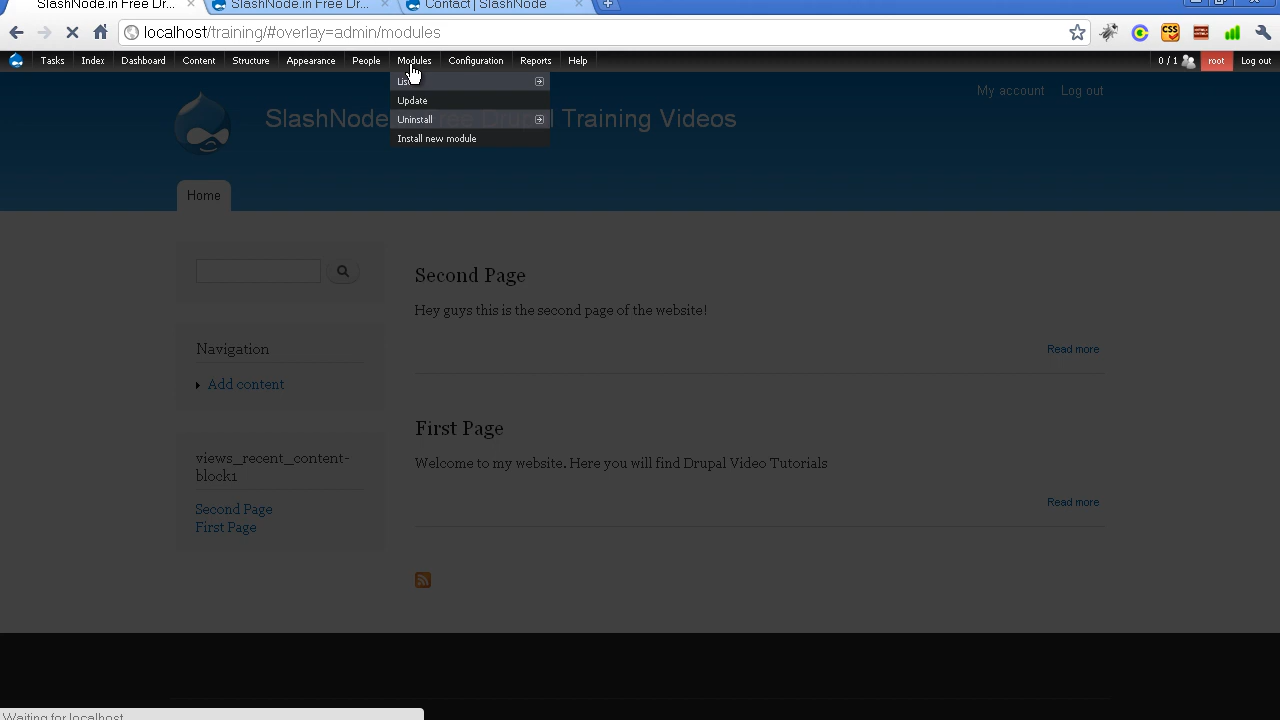 SlashNode.in Free Dr... × SlashNode.in Free Dr... × Contact | SlashNode ×
localhost/training/#overlay=admin/modules
Tasks Index Dashboard Content Structure Appearance People Modules Configuration Reports Help 0 / 1 root Log out
List
Update
Uninstall
Install new module
My account Log out
SlashNode Free Drupal Training Videos
Home
Second Page
Hey guys this is the second page of the website!
Read more
Navigation
Add content
First Page
Welcome to my website. Here you will find Drupal Video Tutorials
Read more
views_recent_content-
block1
Second Page
First Page
Waiting for localhost